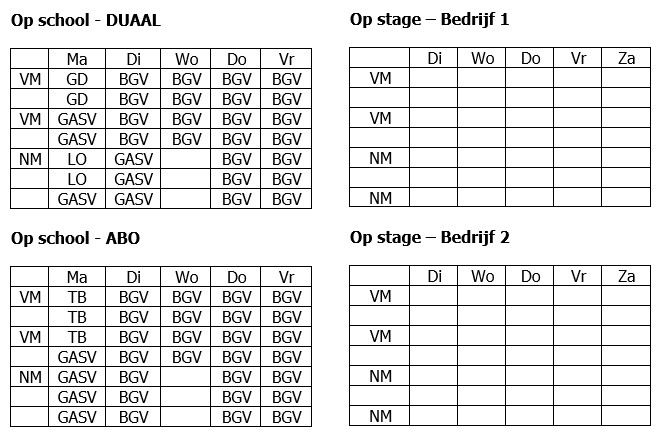 Op school - DUAAL
Ma Di Wo Do Vr
VM GD BGV BGV BGV BGV
GD BGV BGV BGV BGV
VM GASV BGV BGV BGV BGV
GASV BGV BGV BGV BGV
NM LO GASV BGV BGV
LO GASV BGV BGV
GASV GASV BGV BGV
Op stage – Bedrijf 1
Di Wo Do Vr Za
VM
VM
NM
NM
Op school - ABO
Ma Di Wo Do Vr
VM TB BGV BGV BGV BGV
TB BGV BGV BGV BGV
VM TB BGV BGV BGV BGV
GASV BGV BGV BGV BGV
NM GASV BGV BGV BGV
GASV BGV BGV BGV
GASV BGV BGV BGV
Op stage – Bedrijf 2
Di Wo Do Vr Za
VM
VM
NM
NM